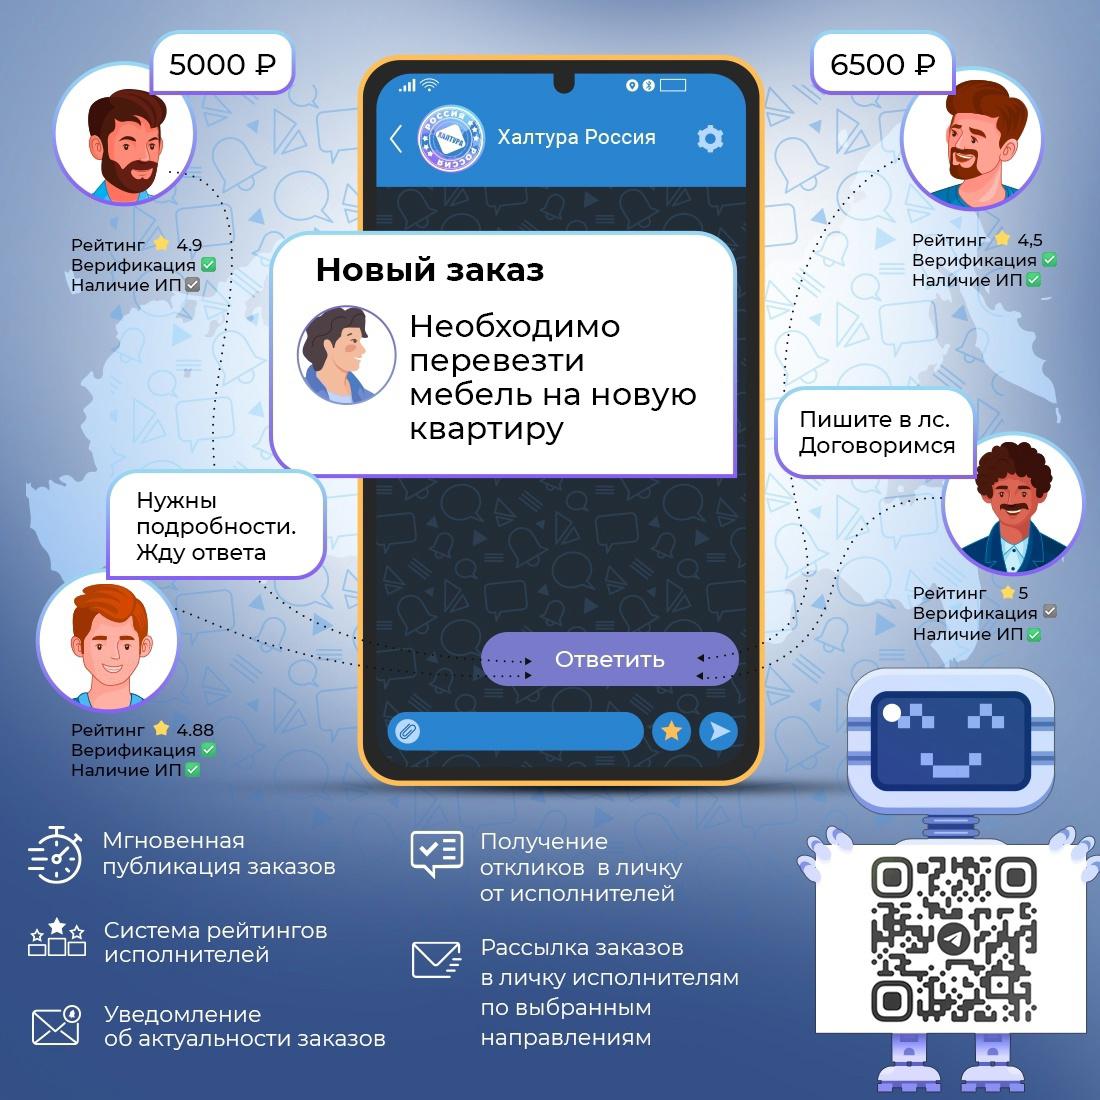 5000 ₽
6500 ₽
РОССИЯ
ХАЛТУРА
РОССИЯ
Халтура Россия
Рейтинг 4.9
Верификация
Наличие ИП
Рейтинг 4,5
Верификация
Наличие ИП
Новый заказ
Необходимо
перевезти
мебель на новую
квартиру
Пишите в лс.
Договоримся
Нужны
подробности.
Жду ответа
Рейтинг 5
Верификация
Наличие ИП
Ответить
Рейтинг 4.88
Верификация
Наличие ИП
Мгновенная
публикация заказов
Система рейтингов
исполнителей
Уведомление
об актуальности заказов
Получение
откликов в личку
от исполнителей
Рассылка заказов
в личку исполнителям
по выбранным
направлениям